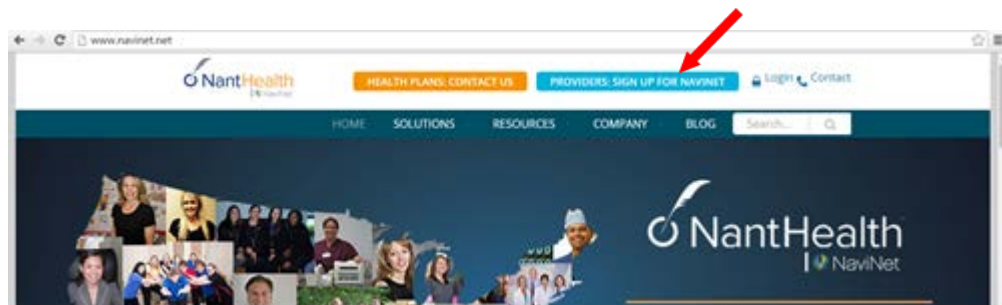 www.navinet.net
NantHealth
NaviNet
HEALTH PLANS: CONTACT US
PROVIDERS: SIGN UP FOR NAVINET
Login
Contact
HOME SOLUTIONS RESOURCES COMPANY BLOG Search...
NantHealth
NaviNet